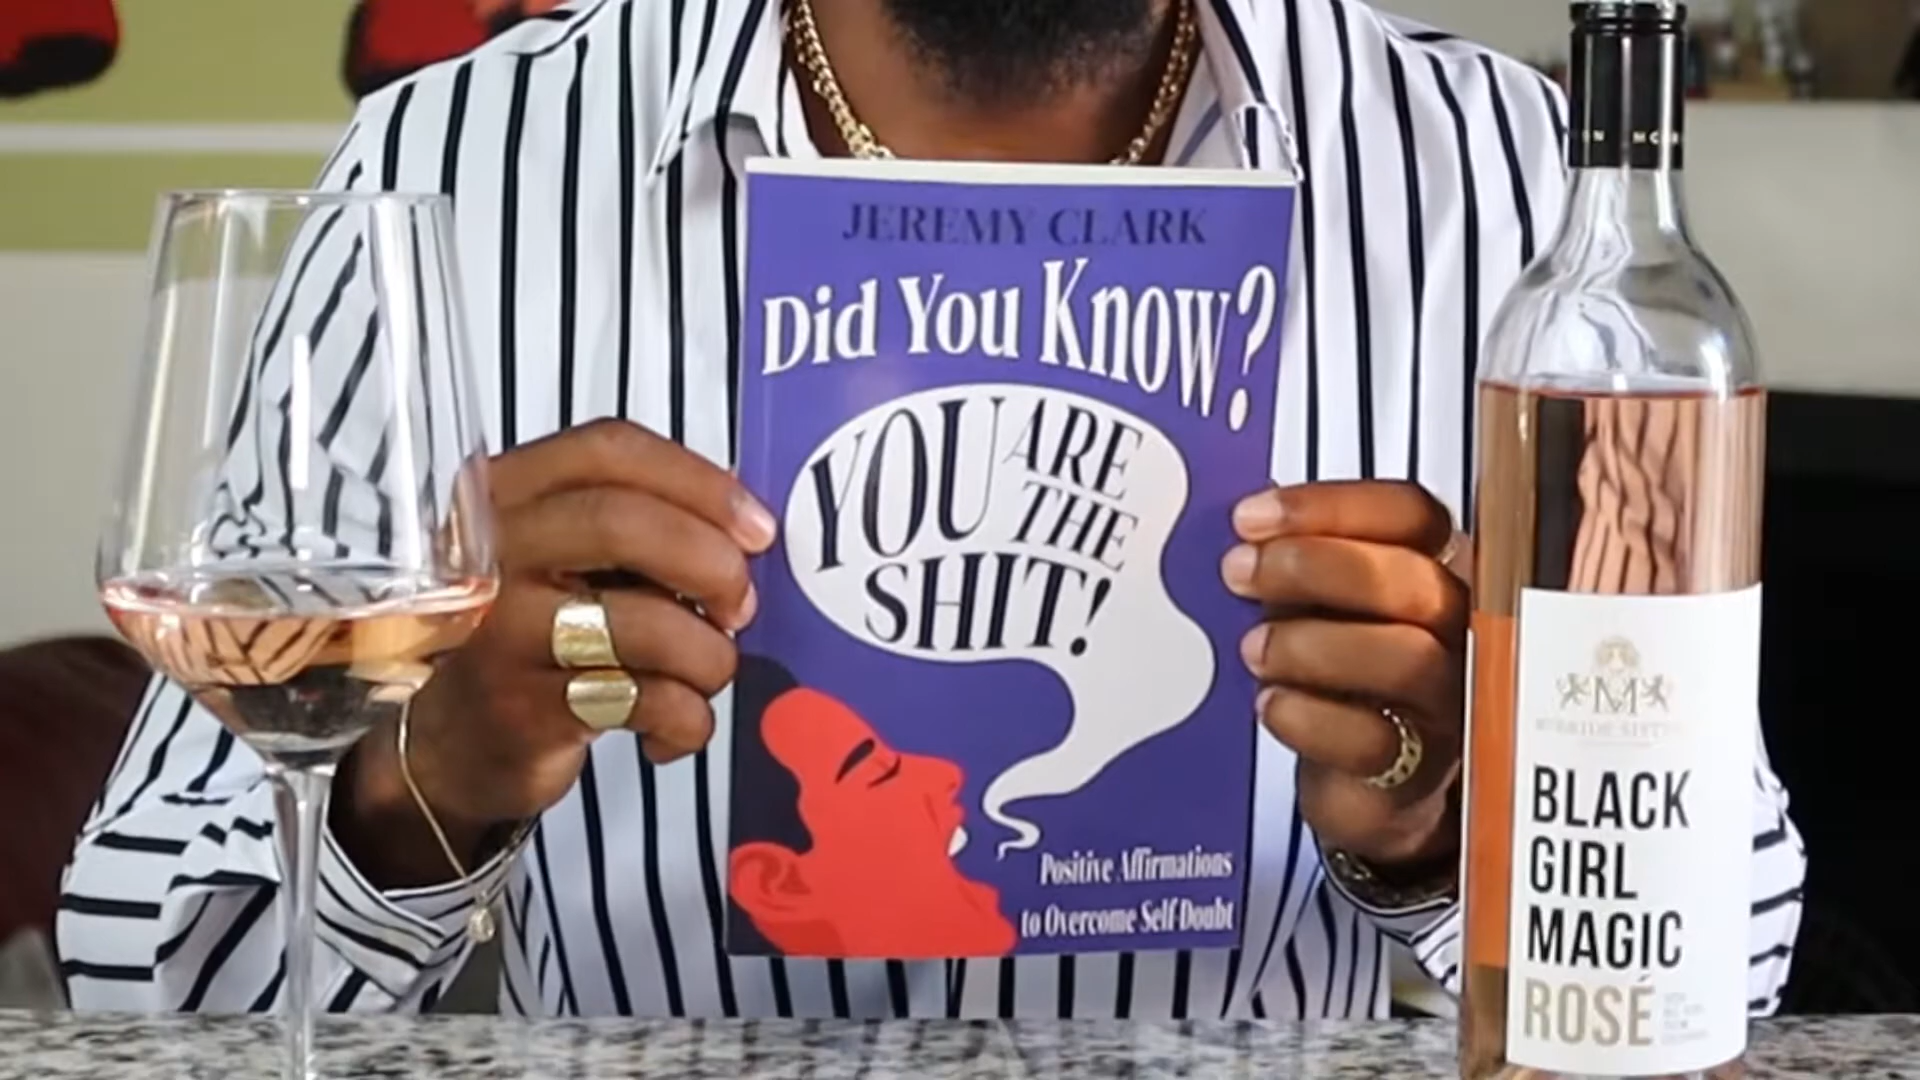 JEREMY CLARK
Did You Know?
YOU ARE
THE
SHIT!
Positive Affirmations
to Overcome Self-Doubt
M
BLACK
GIRL
MAGIC
ROSÉ